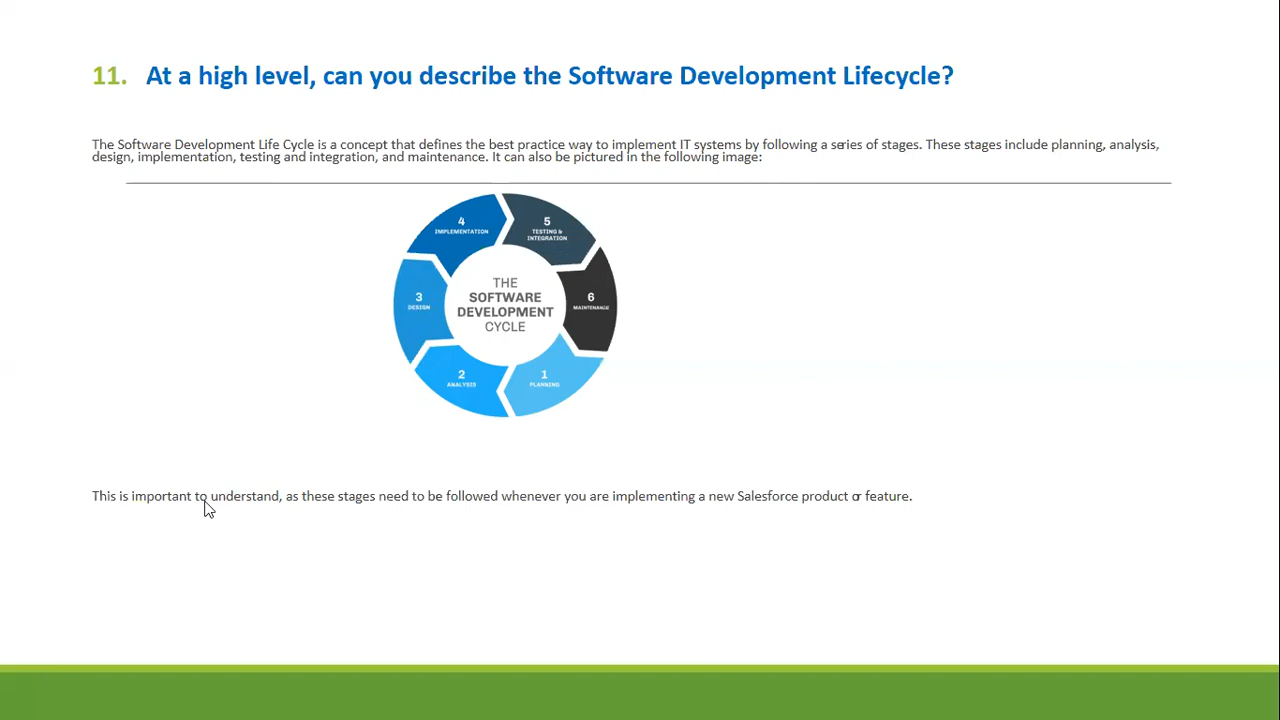 11. At a high level, can you describe the Software Development Lifecycle?
The Software Development Life Cycle is a concept that defines the best practice way to implement IT systems by following a series of stages. These stages include planning, analysis,
design, implementation, testing and integration, and maintenance. It can also be pictured in the following image:
4
IMPLEMENTATION
5
TESTING &
INTEGRATION
3
DESIGN
THE
SOFTWARE
DEVELOPMENT
CYCLE
6
MAINTENANCE
2
ANALYSIS
1
PLANNING
This is important to understand, as these stages need to be followed whenever you are implementing a new Salesforce product or feature.